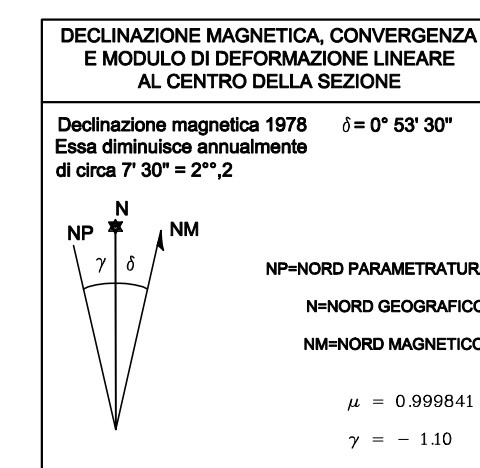 DECLINAZIONE MAGNETICA, CONVERGENZA
E MODULO DI DEFORMAZIONE LINEARE
AL CENTRO DELLA SEZIONE
Declinazione magnetica 1978 δ= 0° 53' 30"
Essa diminuisce annualmente
di circa 7' 30" = 2°°,2
N
NP NM
γ δ
NP=NORD PARAMETRATURA
N=NORD GEOGRAFICO
NM=NORD MAGNETICO
μ = 0.999841
γ = - 1.10